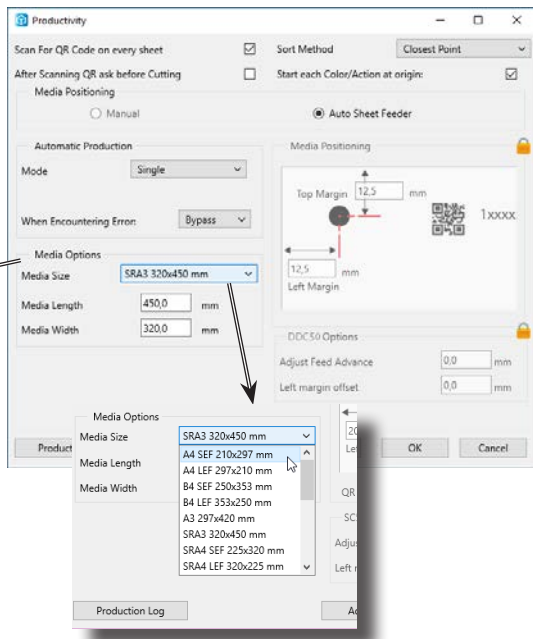 Productivity
Scan For QR Code on every sheet
Sort Method
Closest Point
After Scanning QR ask before Cutting
Start each Color/Action at origin:
Media Positioning
Manual
Auto Sheet Feeder
Automatic Production
Mode
Single
When Encountering Error:
Bypass
Media Positioning
Top Margin
12,5
mm
1xxxx
12,5
mm
Left Margin
Media Options
Media Size
SRA3 320x450 mm
Media Length
450,0
mm
Media Width
320,0
mm
DDC50 Options
Adjust Feed Advance
0,0
mm
Left margin offset
0,0
mm
OK
Cancel
Media Options
Media Size
SRA3 320x450 mm
Media Length
Media Width
A4 SEF 210x297 mm
A4 LEF 297x210 mm
B4 SEF 250x353 mm
B4 LEF 353x250 mm
A3 297x420 mm
SRA3 320x450 mm
SRA4 SEF 225x320 mm
SRA4 LEF 320x225 mm
QR
Production Log